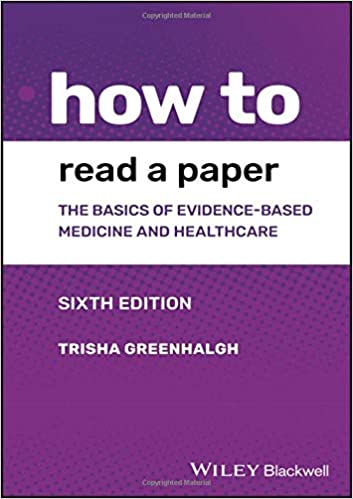 how to
read a paper
THE BASICS OF EVIDENCE-BASED
MEDICINE AND HEALTHCARE
SIXTH EDITION
TRISHA GREENHALGH
WILEY Blackwell